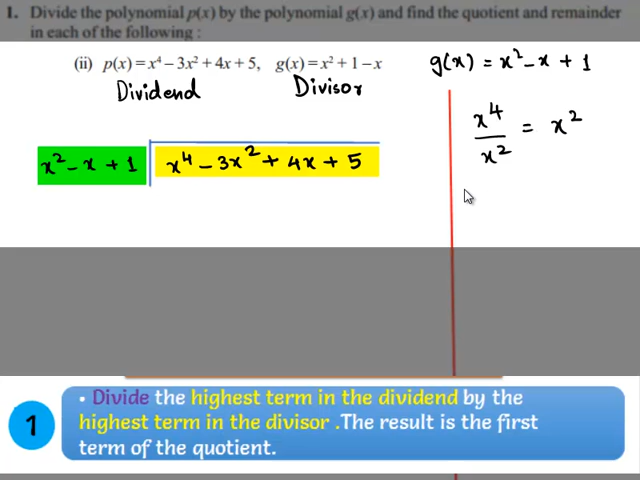 1. Divide the polynomial p(x) by the polynomial g(x) and find the quotient and remainder
in each of the following :
(ii) p(x) = x⁴ – 3x² + 4x + 5, g(x) = x² + 1 – x
g(x) = x² - x + 1
Dividend Divisor
x⁴/x² = x²
x² - x + 1 x⁴ - 3x² + 4x + 5
1
• Divide the highest term in the dividend by the
highest term in the divisor .The result is the first
term of the quotient.